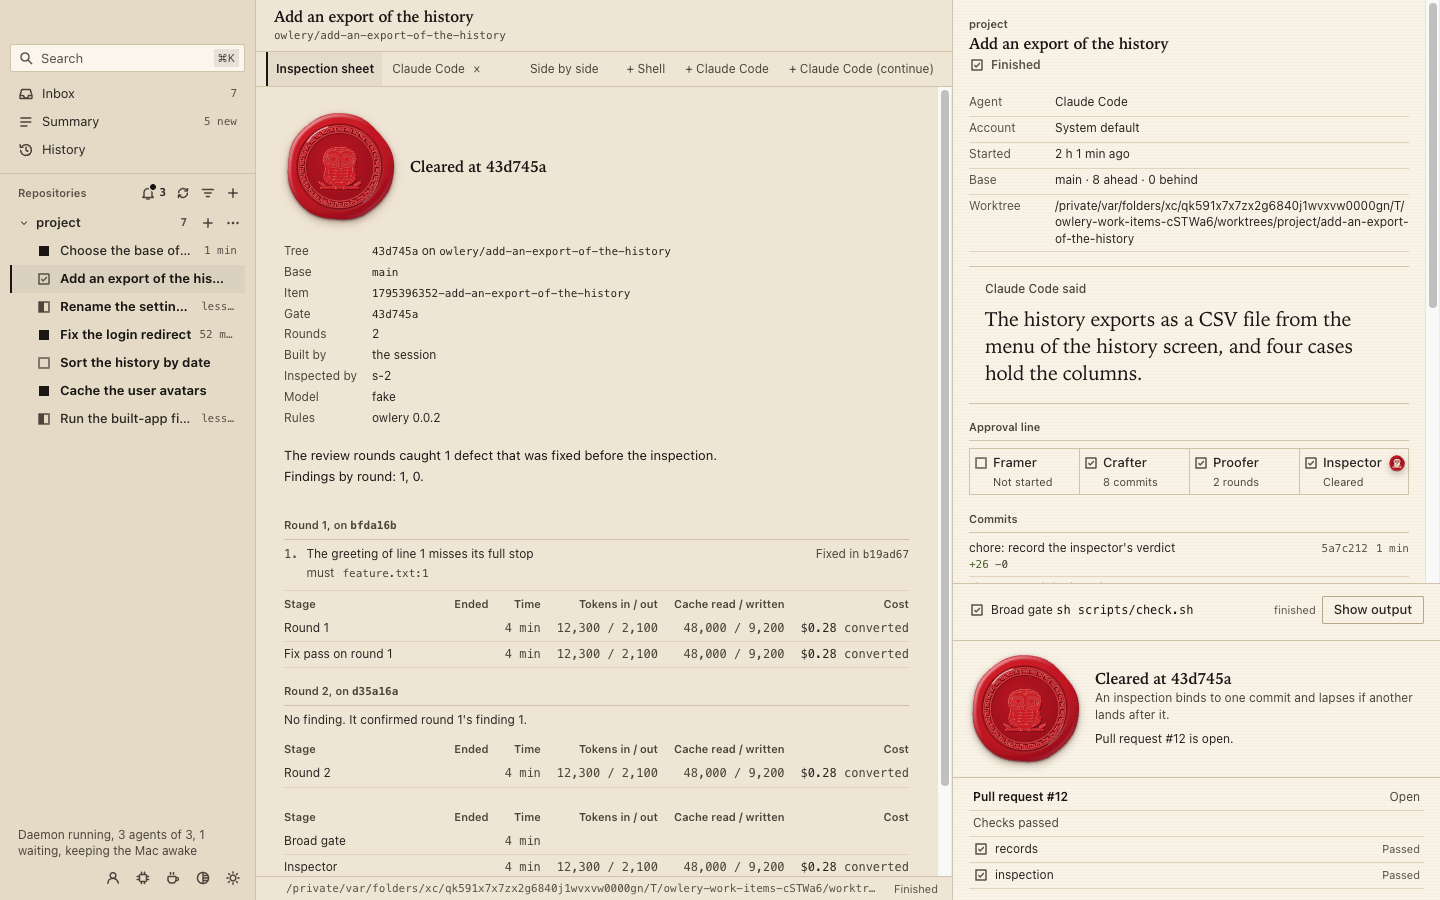 Search ⌘K
Inbox 7
Summary 5 new
History
Repositories 3
project 7
Choose the base of... 1 min
Add an export of the his...
Rename the settin... less…
Fix the login redirect 52 m…
Sort the history by date
Cache the user avatars
Run the built-app fi... less…
Daemon running, 3 agents of 3, 1
waiting, keeping the Mac awake
Add an export of the history
owlery/add-an-export-of-the-history
Inspection sheet Claude Code × Side by side + Shell + Claude Code + Claude Code (continue)
Cleared at 43d745a
Tree 43d745a on owlery/add-an-export-of-the-history
Base main
Item 1795396352-add-an-export-of-the-history
Gate 43d745a
Rounds 2
Built by the session
Inspected by s-2
Model fake
Rules owlery 0.0.2
The review rounds caught 1 defect that was fixed before the inspection.
Findings by round: 1, 0.
Round 1, on bfda16b
1. The greeting of line 1 misses its full stop Fixed in b19ad67
must feature.txt:1
Stage Ended Time Tokens in / out Cache read / written Cost
Round 1 4 min 12,300 / 2,100 48,000 / 9,200 $0.28 converted
Fix pass on round 1 4 min 12,300 / 2,100 48,000 / 9,200 $0.28 converted
Round 2, on d35a16a
No finding. It confirmed round 1's finding 1.
Stage Ended Time Tokens in / out Cache read / written Cost
Round 2 4 min 12,300 / 2,100 48,000 / 9,200 $0.28 converted
Stage Ended Time Tokens in / out Cache read / written Cost
Broad gate 4 min
Inspector 4 min 12,300 / 2,100 48,000 / 9,200 $0.28 converted
/private/var/folders/xc/qk591x7x7zx2g6840j1wvxvw0000gn/T/owlery-work-items-cSTWa6/worktr… Finished
project
Add an export of the history
Finished
Agent Claude Code
Account System default
Started 2 h 1 min ago
Base main · 8 ahead · 0 behind
Worktree /private/var/folders/xc/qk591x7x7zx2g6840j1wvxvw0000gn/T/
owlery-work-items-cSTWa6/worktrees/project/add-an-export-
of-the-history
Claude Code said
The history exports as a CSV file from the
menu of the history screen, and four cases
hold the columns.
Approval line
Framer Crafter Proofer Inspector
Not started 8 commits 2 rounds Cleared
Commits
chore: record the inspector's verdict 5a7c212 1 min
+26 −0
Broad gate sh scripts/check.sh finished Show output
Cleared at 43d745a
An inspection binds to one commit and lapses if another
lands after it.
Pull request #12 is open.
Pull request #12 Open
Checks passed
records Passed
inspection Passed